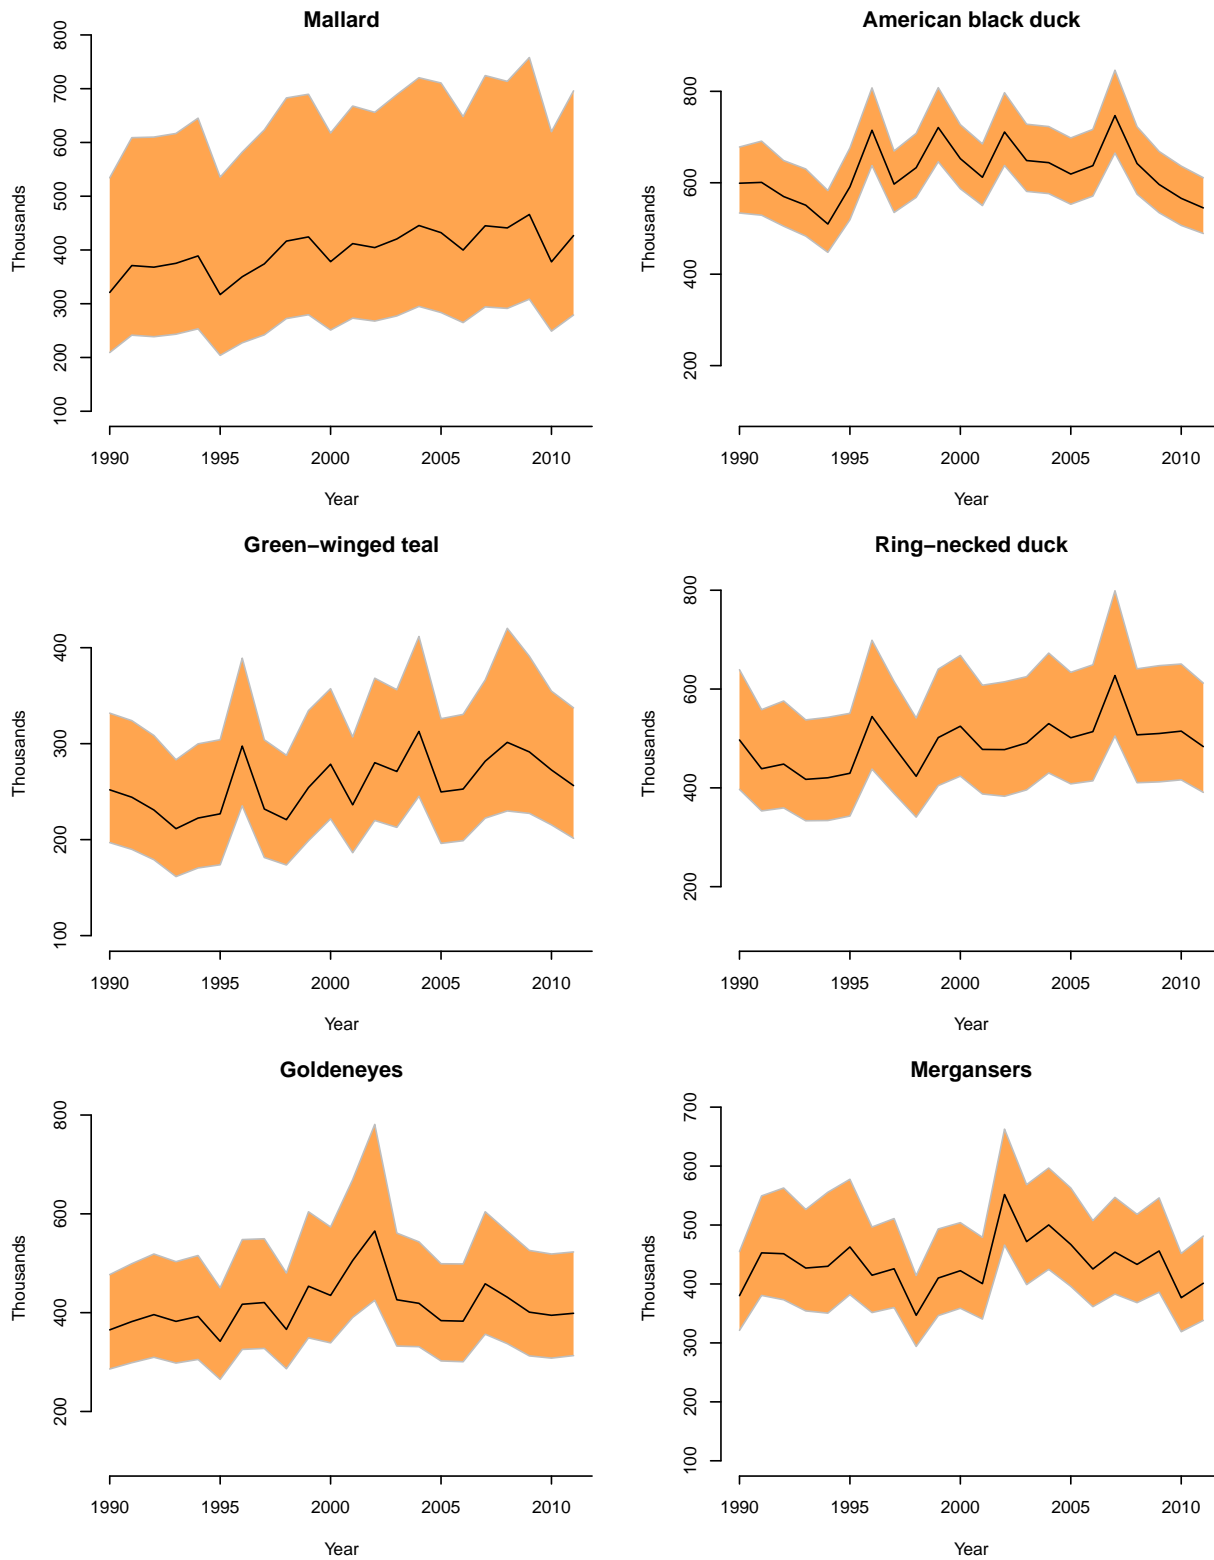 Mallard
Thousands
800
700
600
500
400
300
200
100
1990 1995 2000 2005 2010
Year
American black duck
Thousands
800
600
400
200
1990 1995 2000 2005 2010
Year
Green−winged teal
Thousands
400
300
200
100
1990 1995 2000 2005 2010
Year
Ring−necked duck
Thousands
800
600
400
200
1990 1995 2000 2005 2010
Year
Goldeneyes
Thousands
800
600
400
200
1990 1995 2000 2005 2010
Year
Mergansers
Thousands
700
600
500
400
300
200
100
1990 1995 2000 2005 2010
Year